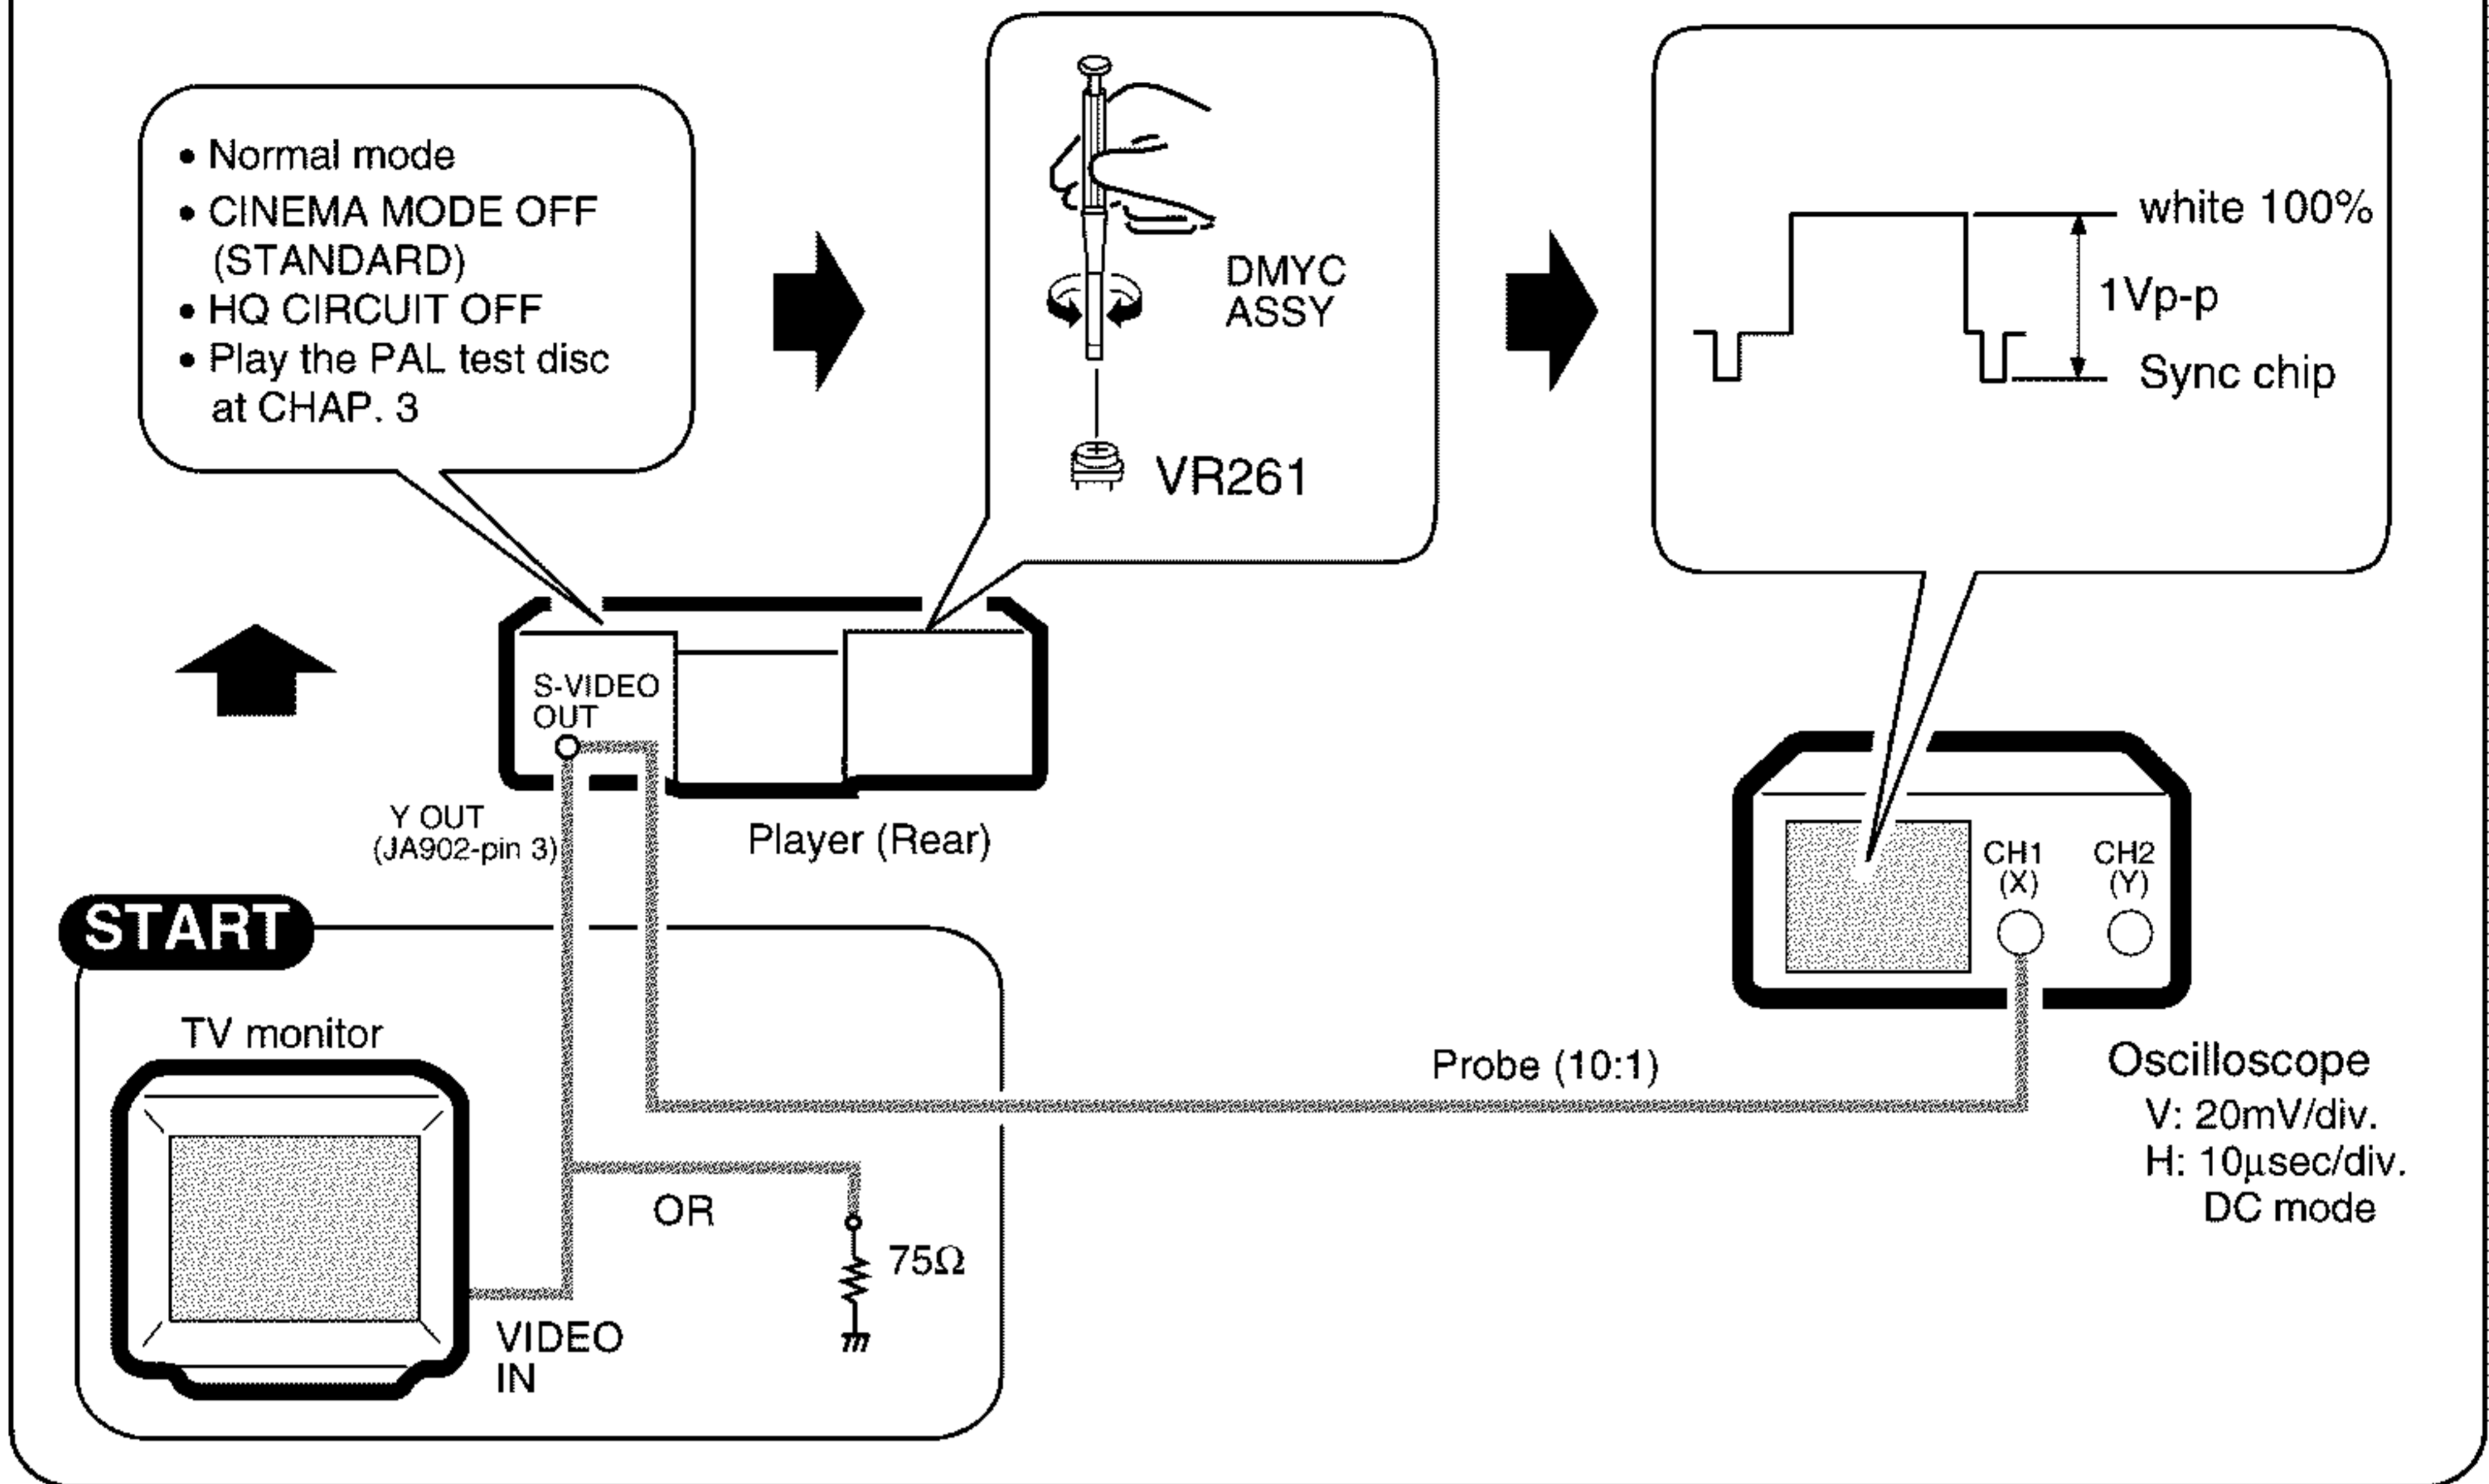 • Normal mode
• CINEMA MODE OFF
(STANDARD)
• HQ CIRCUIT OFF
• Play the PAL test disc
at CHAP. 3
DMYC
ASSY
VR261
white 100%
1Vp-p
Sync chip
S-VIDEO
OUT
Y OUT
(JA902-pin 3)
Player (Rear)
CH1
(X)
CH2
(Y)
START
TV monitor
Probe (10:1)
Oscilloscope
V: 20mV/div.
H: 10μsec/div.
DC mode
OR
75Ω
VIDEO
IN